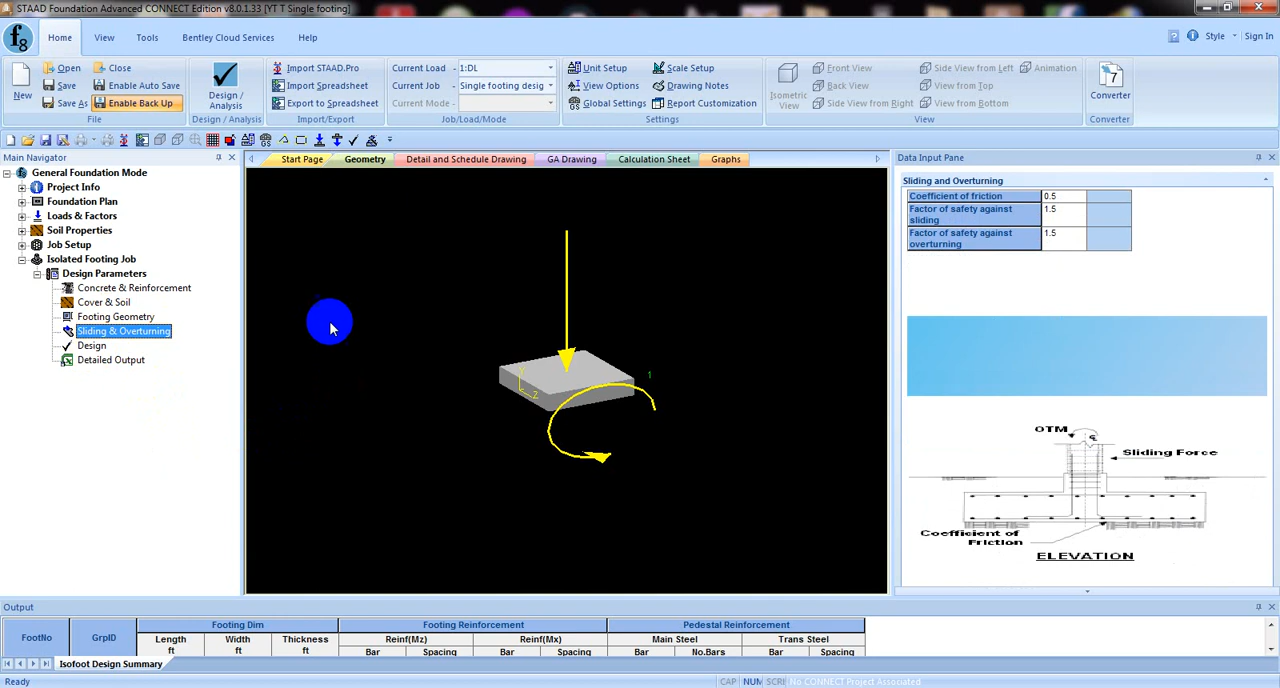 STAAD Foundation Advanced CONNECT Edition v8.0.1.33 [YT T Single footing]
f8 Home View Tools Bentley Cloud Services Help Style Sign In
New
Open
Save
Save As
Close
Enable Auto Save
Enable Back Up
File
Design / Analysis
Design / Analysis
Import STAAD.Pro
Import Spreadsheet
Export to Spreadsheet
Import/Export
Current Load 1:DL
Current Job Single footing desig
Current Mode
Job/Load/Mode
Unit Setup
View Options
Global Settings
Scale Setup
Drawing Notes
Report Customization
Settings
Isometric View
Front View
Back View
Side View from Right
Side View from Left
View from Top
View from Bottom
Animation
View
7
Converter
Converter
Main Navigator
General Foundation Mode
Project Info
Foundation Plan
Loads & Factors
Soil Properties
Job Setup
Isolated Footing Job
Design Parameters
Concrete & Reinforcement
Cover & Soil
Footing Geometry
Sliding & Overturning
Design
Detailed Output
Start Page Geometry Detail and Schedule Drawing GA Drawing Calculation Sheet Graphs
Y
Z
1
Data Input Pane
Sliding and Overturning
Coefficient of friction 0.5
Factor of safety against sliding 1.5
Factor of safety against overturning 1.5
OTM
Sliding Force
Coefficient of
Friction
ELEVATION
Output
FootNo GrpID Footing Dim Footing Reinforcement Pedestal Reinforcement
Length Width Thickness Reinf(Mz) Reinf(Mx) Main Steel Trans Steel
ft ft ft Bar Spacing Bar Spacing Bar No.Bars Bar Spacing
Isofoot Design Summary
Ready CAP NUM SCRI No CONNECT Project Associated